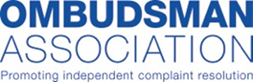 OMBUDSMAN
ASSOCIATION
Promoting independent complaint resolution